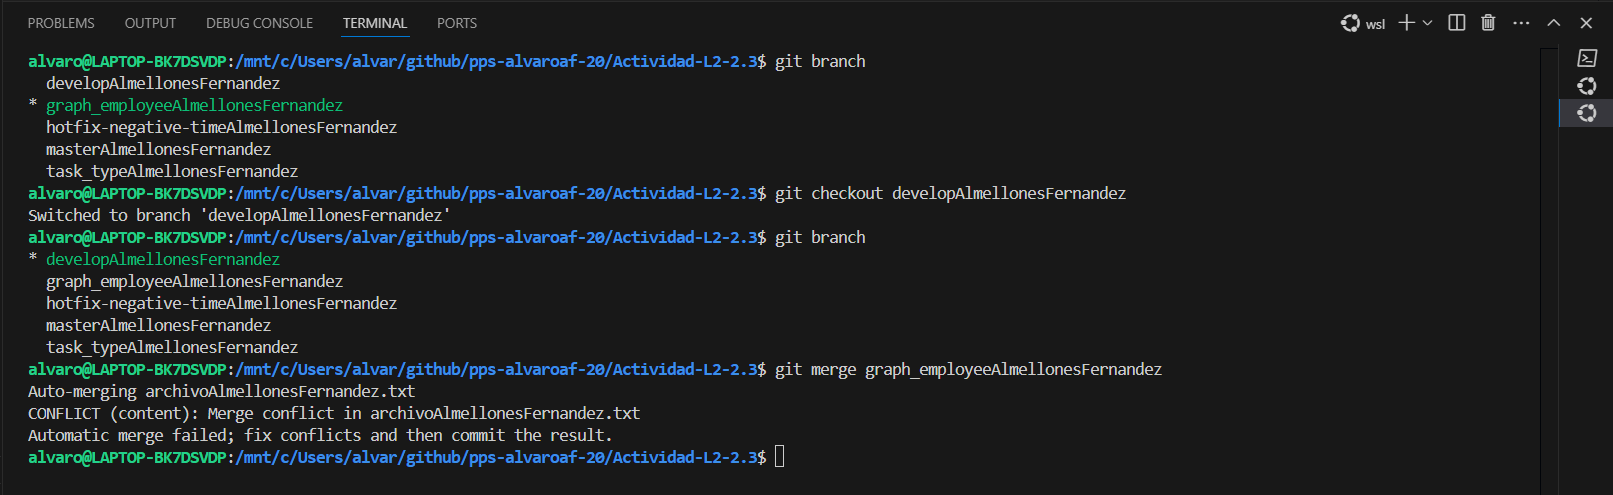 PROBLEMS OUTPUT DEBUG CONSOLE TERMINAL PORTS wsl
alvaro@LAPTOP-BK7DSVDP:/mnt/c/Users/alvar/github/pps-alvaroaf-20/Actividad-L2-2.3$ git branch
  developAlmellonesFernandez
* graph_employeeAlmellonesFernandez
  hotfix-negative-timeAlmellonesFernandez
  masterAlmellonesFernandez
  task_typeAlmellonesFernandez
alvaro@LAPTOP-BK7DSVDP:/mnt/c/Users/alvar/github/pps-alvaroaf-20/Actividad-L2-2.3$ git checkout developAlmellonesFernandez
Switched to branch 'developAlmellonesFernandez'
alvaro@LAPTOP-BK7DSVDP:/mnt/c/Users/alvar/github/pps-alvaroaf-20/Actividad-L2-2.3$ git branch
* developAlmellonesFernandez
  graph_employeeAlmellonesFernandez
  hotfix-negative-timeAlmellonesFernandez
  masterAlmellonesFernandez
  task_typeAlmellonesFernandez
alvaro@LAPTOP-BK7DSVDP:/mnt/c/Users/alvar/github/pps-alvaroaf-20/Actividad-L2-2.3$ git merge graph_employeeAlmellonesFernandez
Auto-merging archivoAlmellonesFernandez.txt
CONFLICT (content): Merge conflict in archivoAlmellonesFernandez.txt
Automatic merge failed; fix conflicts and then commit the result.
alvaro@LAPTOP-BK7DSVDP:/mnt/c/Users/alvar/github/pps-alvaroaf-20/Actividad-L2-2.3$